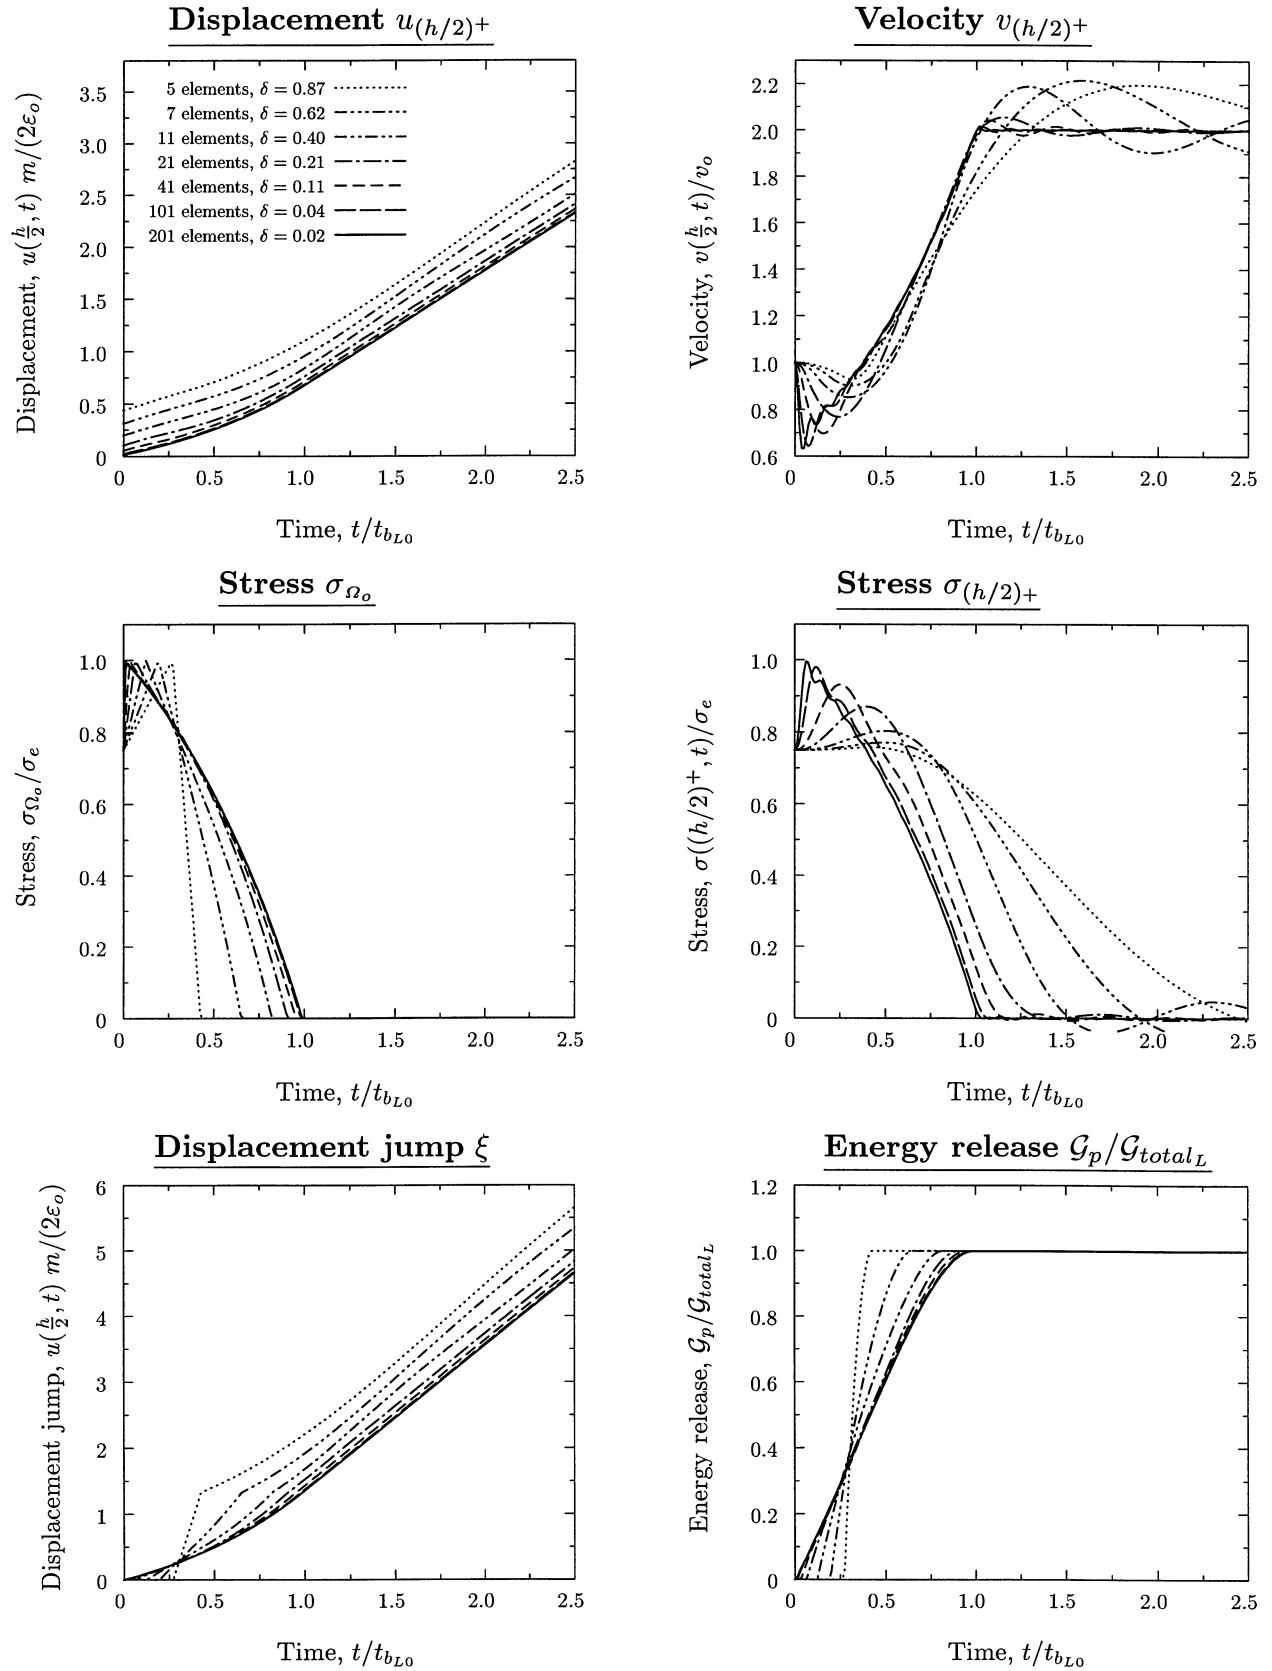 Displacement u_{(h/2)^+}
Displacement, u(\frac{h}{2}, t) m/(2ε_o)
3.5
3.0
2.5
2.0
1.5
1.0
0.5
0
5 elements, δ = 0.87
7 elements, δ = 0.62
11 elements, δ = 0.40
21 elements, δ = 0.21
41 elements, δ = 0.11
101 elements, δ = 0.04
201 elements, δ = 0.02
0 0.5 1.0 1.5 2.0 2.5
Time, t/t_{b_{L0}}
Velocity v_{(h/2)^+}
Velocity, v(\frac{h}{2}, t)/v_o
2.2
2.0
1.8
1.6
1.4
1.2
1.0
0.8
0.6
0 0.5 1.0 1.5 2.0 2.5
Time, t/t_{b_{L0}}
Stress σ_{Ω_o}
Stress, σ_{Ω_o}/σ_e
1.0
0.8
0.6
0.4
0.2
0
0 0.5 1.0 1.5 2.0 2.5
Time, t/t_{b_{L0}}
Stress σ_{(h/2)+}
Stress, σ((h/2)^+, t)/σ_e
1.0
0.8
0.6
0.4
0.2
0
0 0.5 1.0 1.5 2.0 2.5
Time, t/t_{b_{L0}}
Displacement jump ξ
Displacement jump, u(\frac{h}{2}, t) m/(2ε_o)
6
5
4
3
2
1
0
0 0.5 1.0 1.5 2.0 2.5
Time, t/t_{b_{L0}}
Energy release 𝒢_p/𝒢_{total_L}
Energy release, 𝒢_p/𝒢_{total_L}
1.2
1.0
0.8
0.6
0.4
0.2
0
0 0.5 1.0 1.5 2.0 2.5
Time, t/t_{b_{L0}}